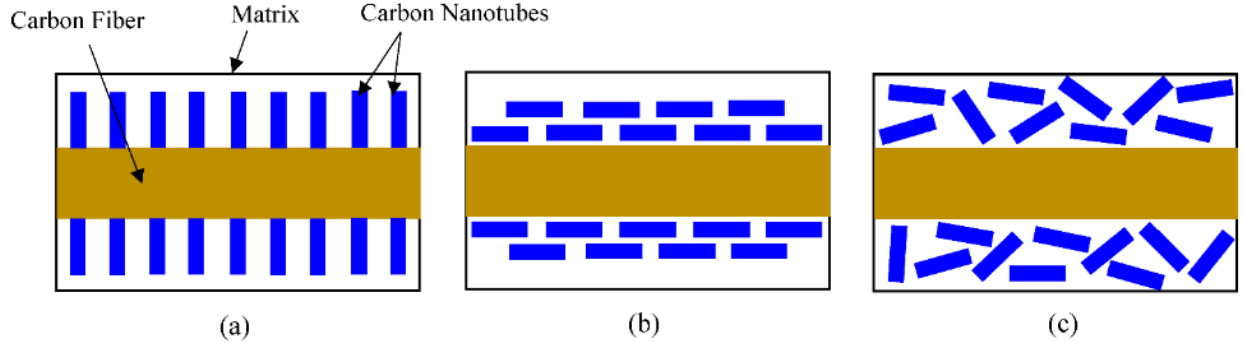 Carbon Fiber
Matrix
Carbon Nanotubes
(a)
(b)
(c)